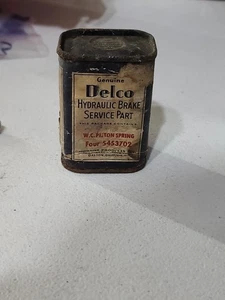 Genuine
Delco
HYDRAULIC BRAKE
SERVICE PART
W.C. PISTON SPRING
Four 5453702